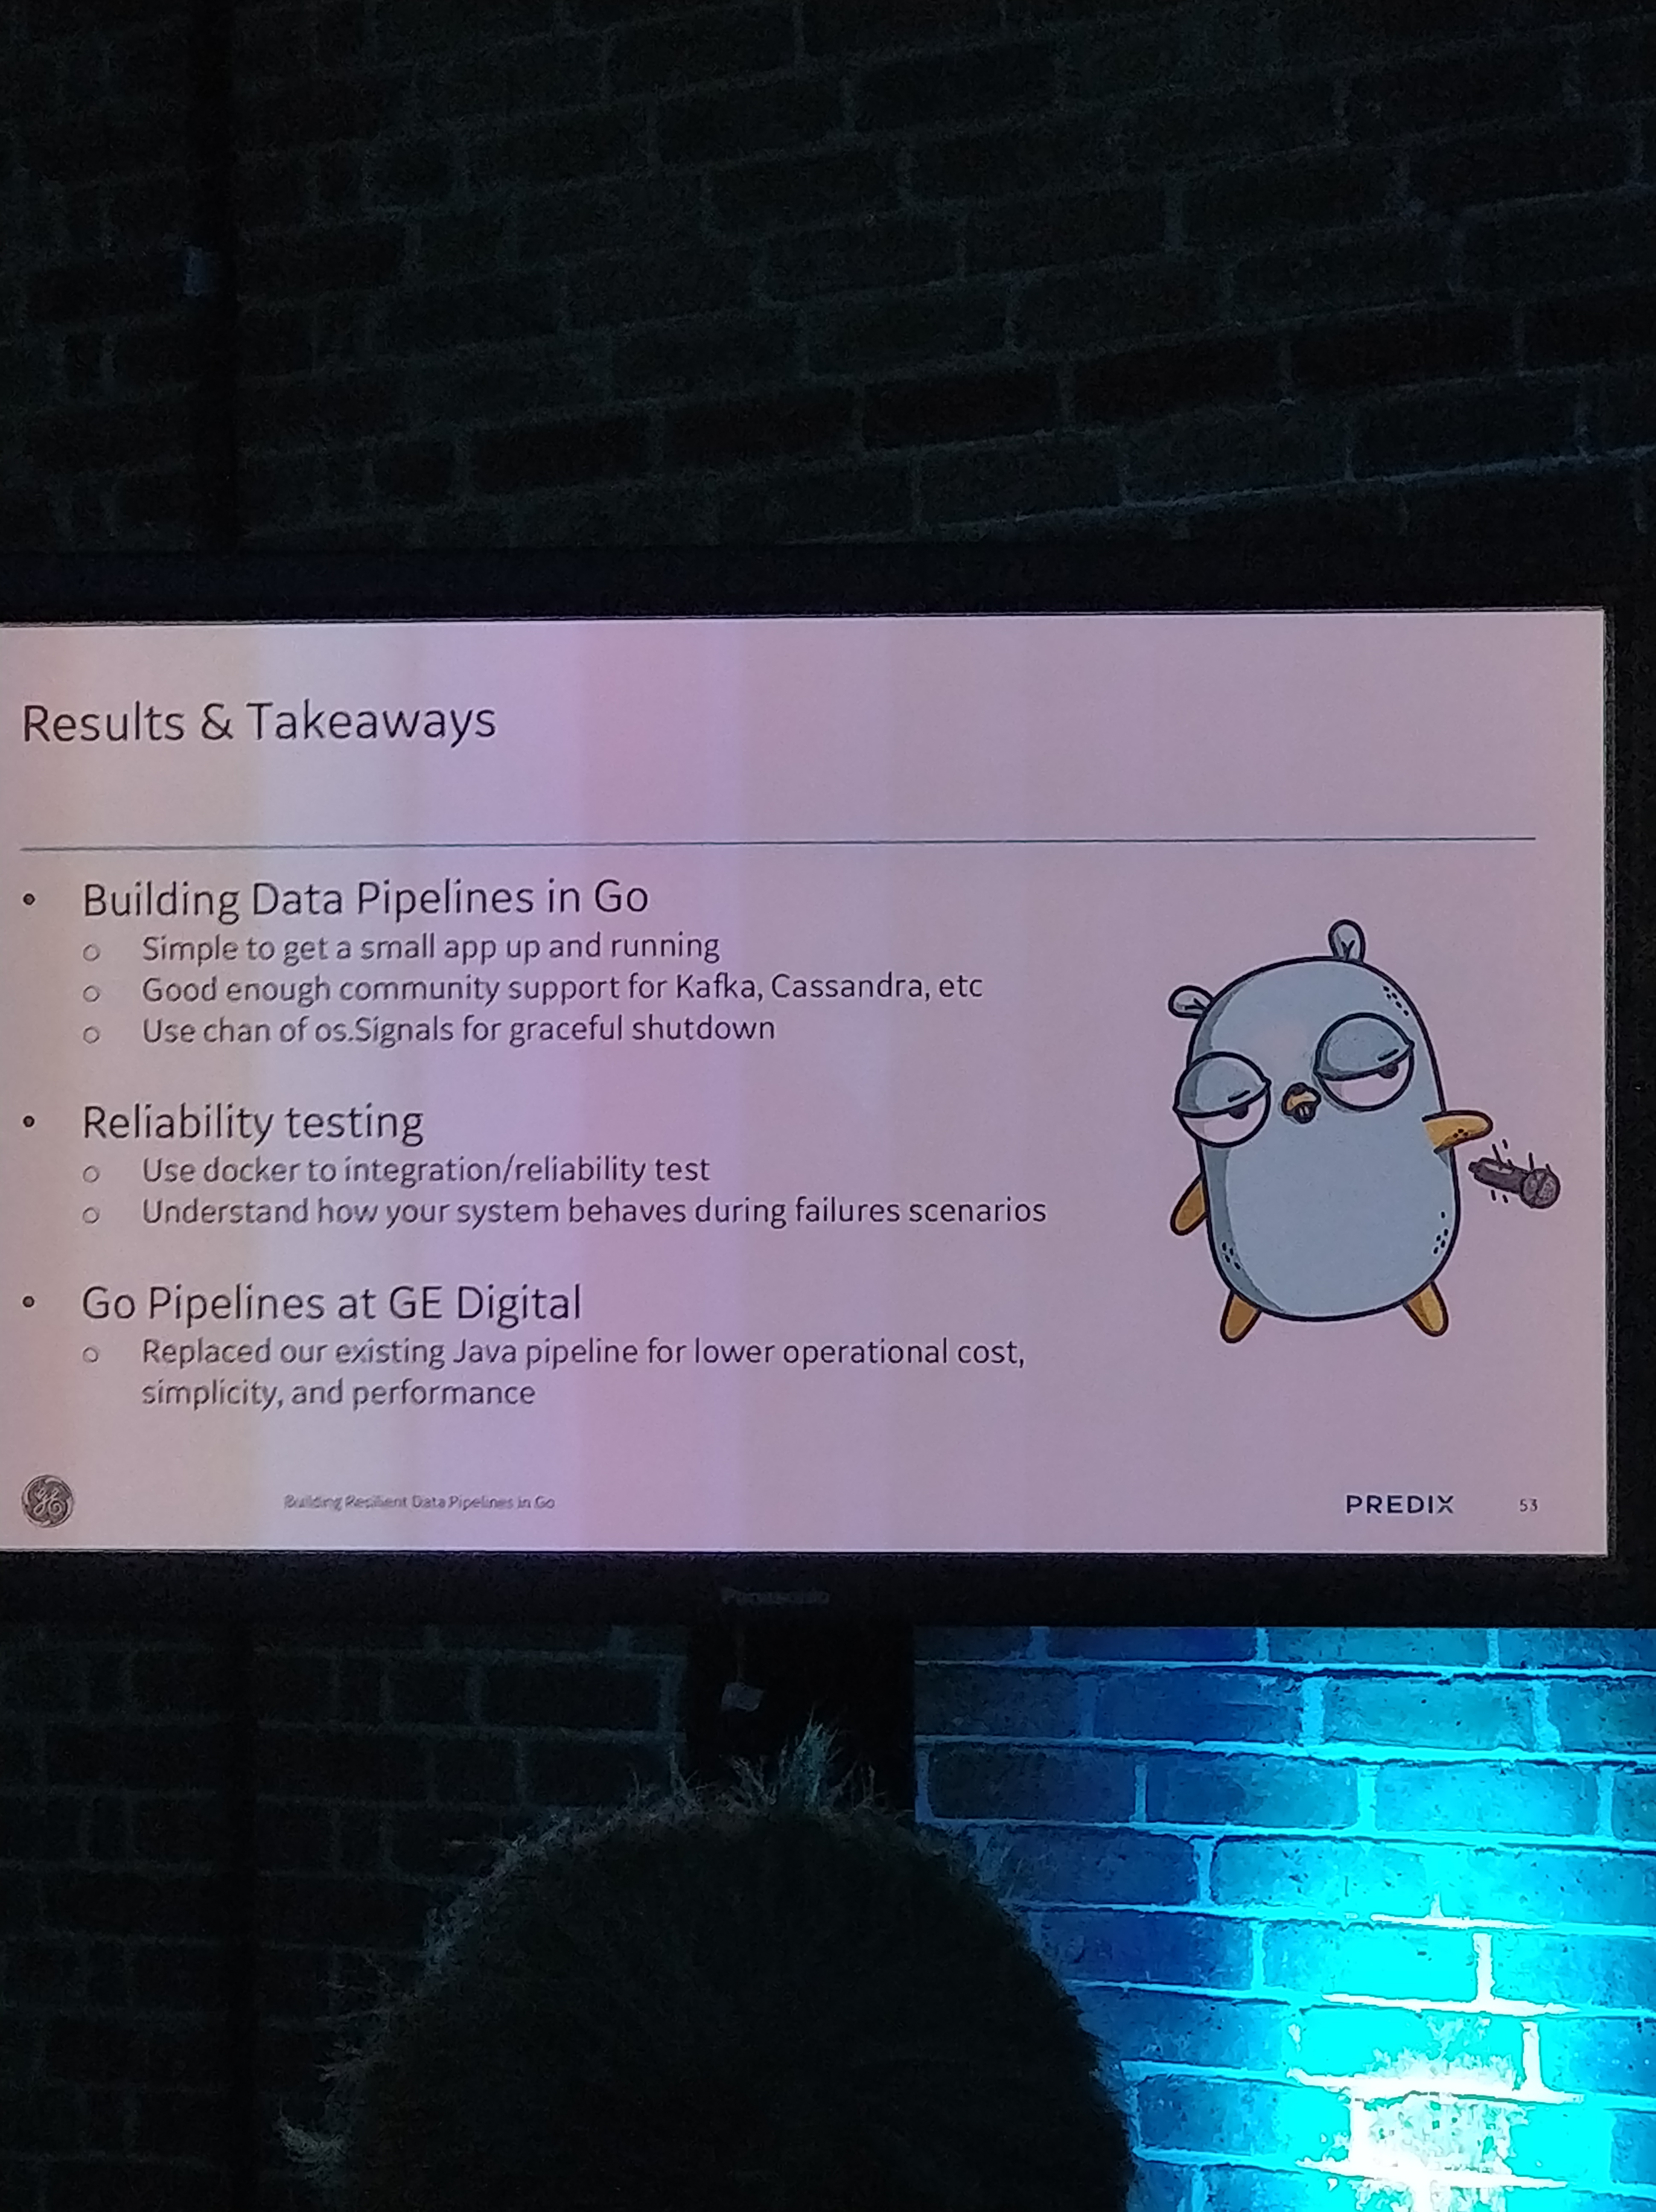 Results & Takeaways
• Building Data Pipelines in Go
○ Simple to get a small app up and running
○ Good enough community support for Kafka, Cassandra, etc
○ Use chan of os.Signals for graceful shutdown
• Reliability testing
○ Use docker to integration/reliability test
○ Understand how your system behaves during failures scenarios
• Go Pipelines at GE Digital
○ Replaced our existing Java pipeline for lower operational cost,
simplicity, and performance
GE
Building Resilient Data Pipelines in Go
PREDIX
53
Panasonic